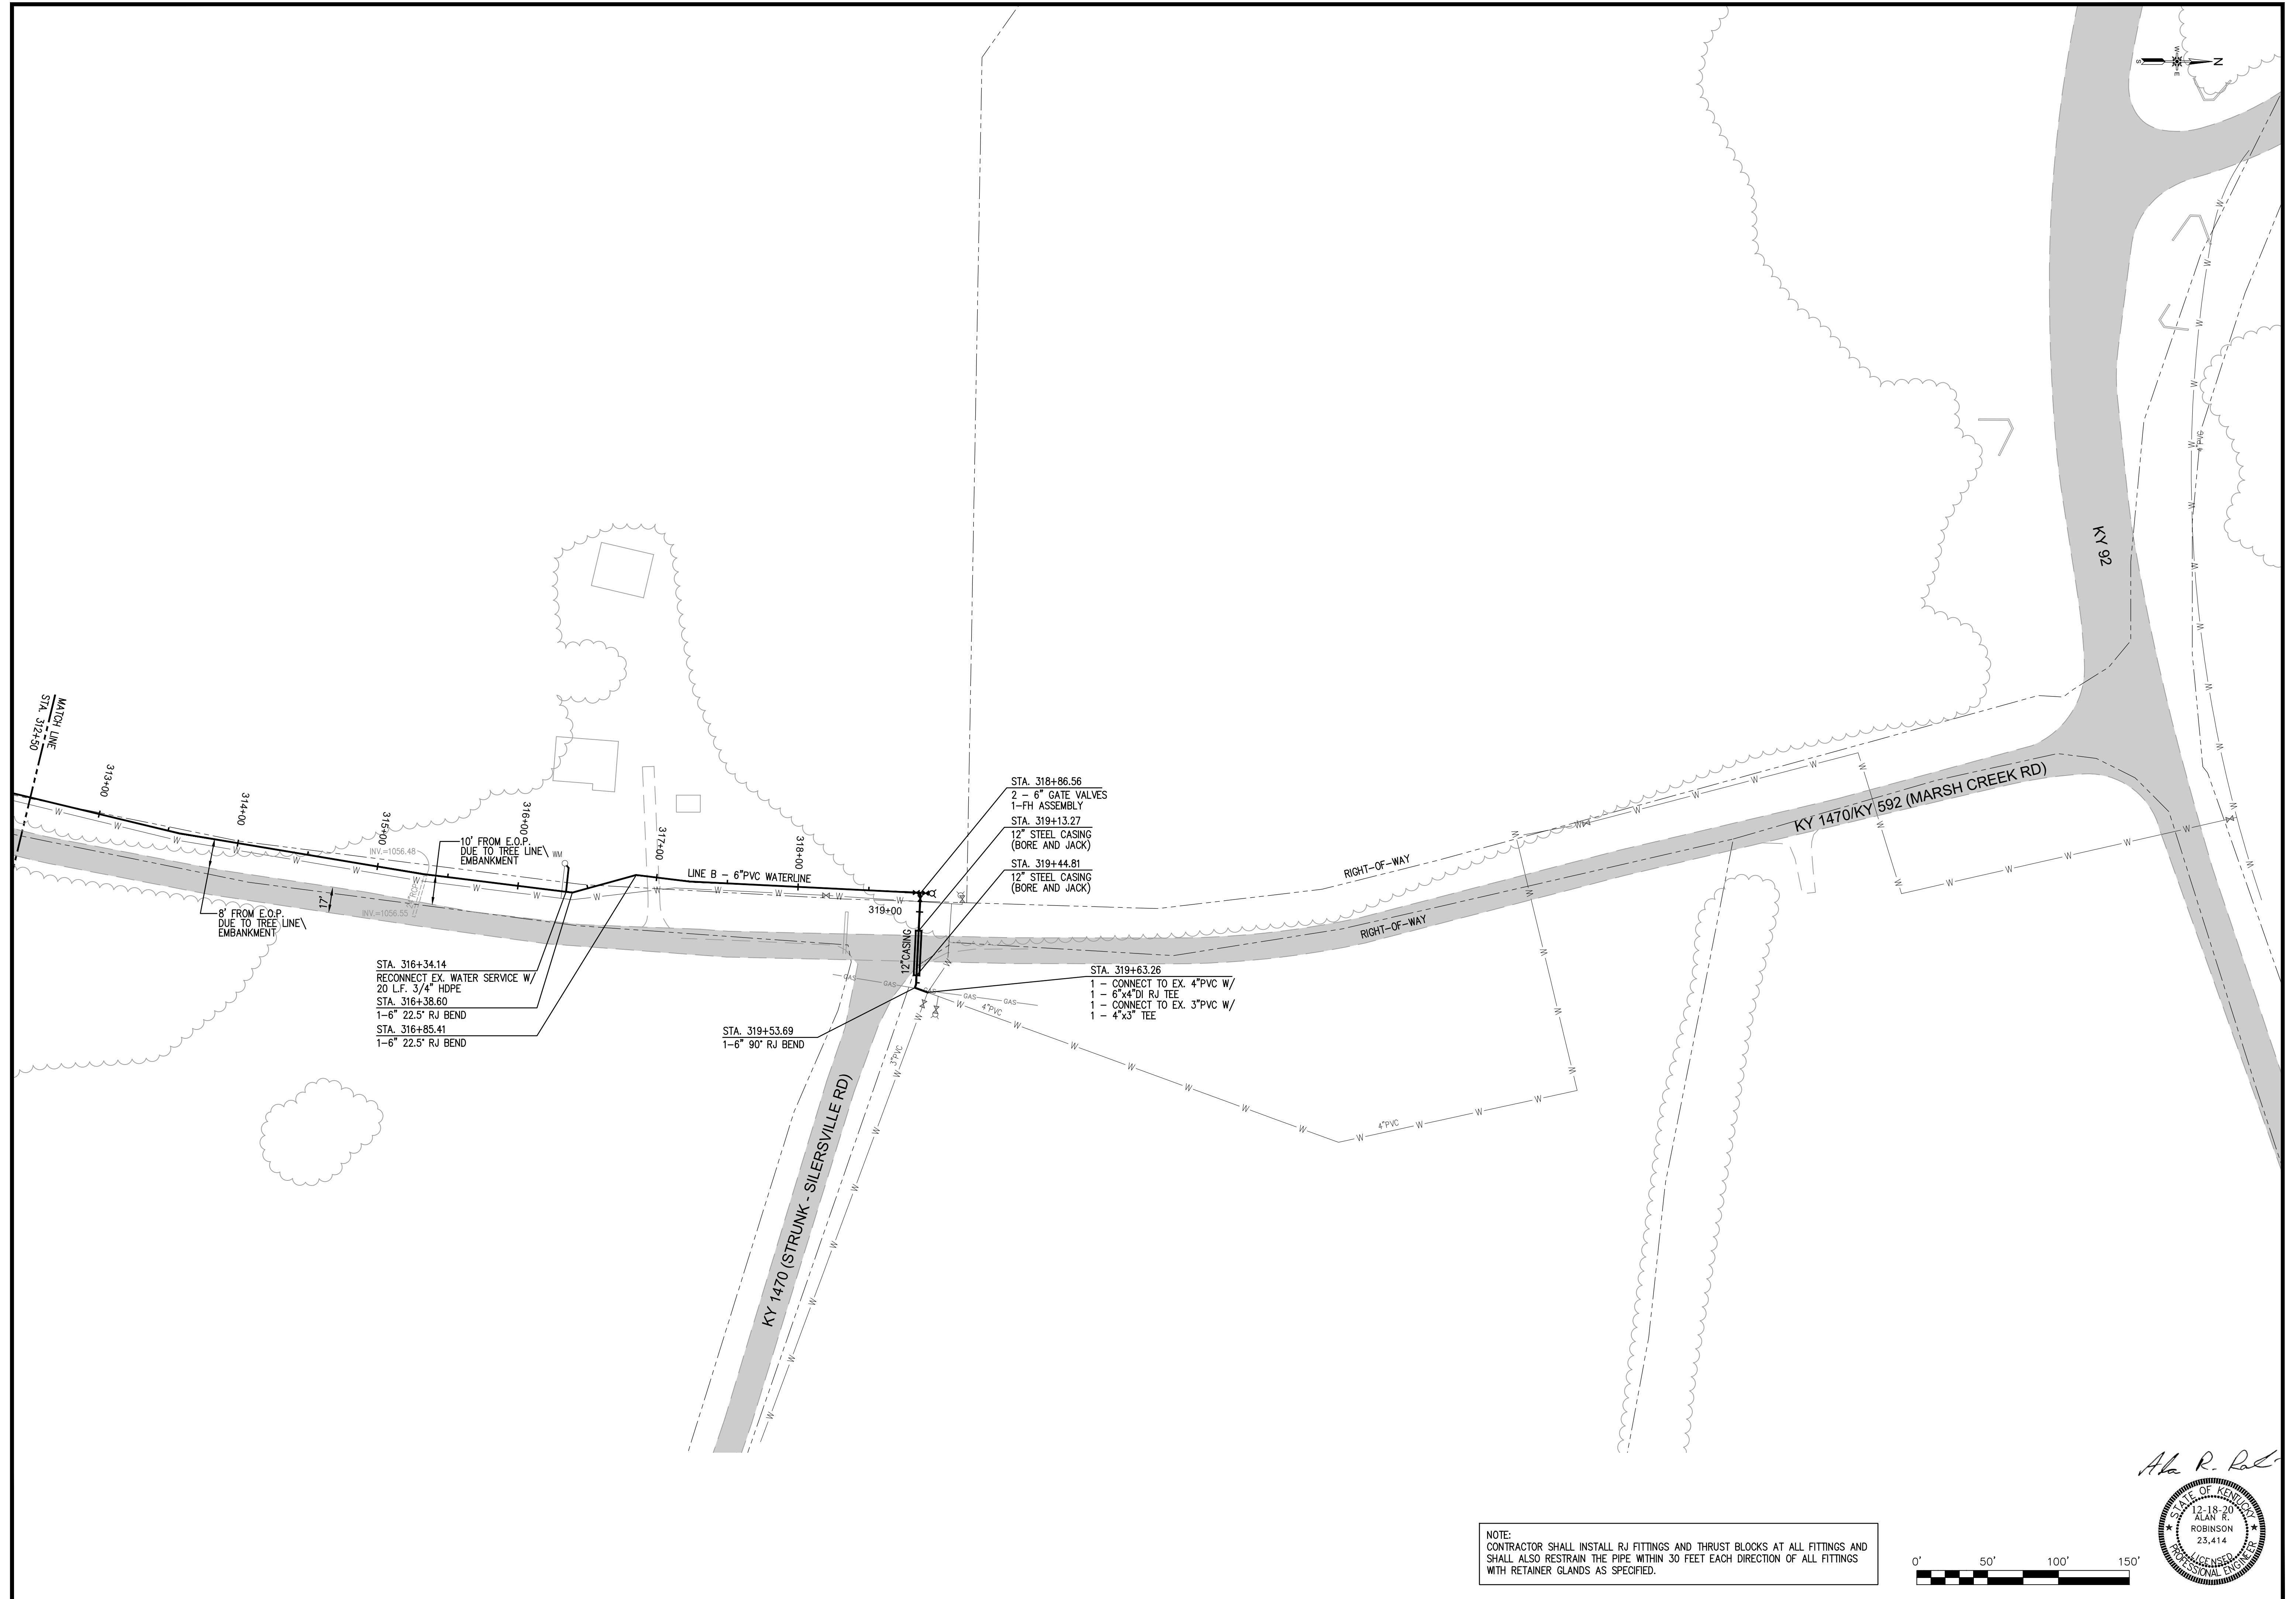 S
W
E
N
KY 92
4"PVC
MATCH LINE
STA. 312+50
313+00
314+00
315+00
316+00
317+00
318+00
319+00
INV.=1056.48
INV.=1056.55
10' FROM E.O.P.
DUE TO TREE LINE\
EMBANKMENT
WM
8' FROM E.O.P.
DUE TO TREE LINE\
EMBANKMENT
17'
LINE B - 6"PVC WATERLINE
STA. 318+86.56
2 - 6" GATE VALVES
1-FH ASSEMBLY
STA. 319+13.27
12" STEEL CASING
(BORE AND JACK)
STA. 319+44.81
12" STEEL CASING
(BORE AND JACK)
12"CASING
RIGHT-OF-WAY
RIGHT-OF-WAY
KY 1470/KY 592 (MARSH CREEK RD)
STA. 316+34.14
RECONNECT EX. WATER SERVICE W/
20 L.F. 3/4" HDPE
STA. 316+38.60
1-6" 22.5° RJ BEND
STA. 316+85.41
1-6" 22.5° RJ BEND
STA. 319+53.69
1-6" 90° RJ BEND
STA. 319+63.26
1 - CONNECT TO EX. 4"PVC W/
1 - 6"x4"DI RJ TEE
1 - CONNECT TO EX. 3"PVC W/
1 - 4"x3" TEE
GAS
GAS
GAS
GAS
GAS
4"PVC
3"PVC
4"PVC
KY 1470 (STRUNK - SILERSVILLE RD)
NOTE:
CONTRACTOR SHALL INSTALL RJ FITTINGS AND THRUST BLOCKS AT ALL FITTINGS AND
SHALL ALSO RESTRAIN THE PIPE WITHIN 30 FEET EACH DIRECTION OF ALL FITTINGS
WITH RETAINER GLANDS AS SPECIFIED.
0' 50' 100' 150'
STATE OF KENTUCKY
12-18-20
ALAN R.
ROBINSON
23,414
LICENSED
PROFESSIONAL ENGINEER